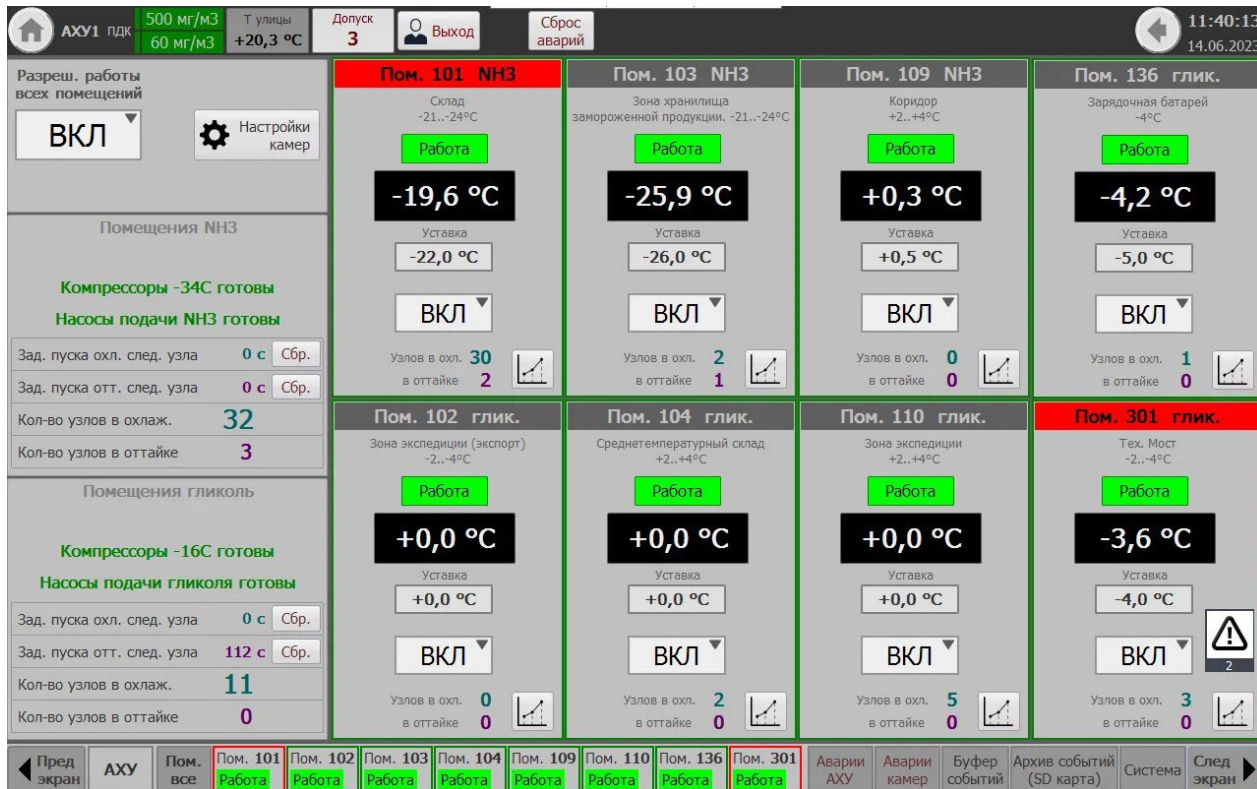 АХУ1 ПДК
500 мг/м3
60 мг/м3
Т улицы
+20,3 °C
Допуск
3
Выход
Сброс
аварий
11:40:13
14.06.2023
Разреш. работы
всех помещений
ВКЛ
Настройки
камер
Помещения NH3
Компрессоры -34С готовы
Насосы подачи NH3 готовы
Зад. пуска охл. след. узла 0 с Сбр.
Зад. пуска отт. след. узла 0 с Сбр.
Кол-во узлов в охлаж. 32
Кол-во узлов в оттайке 3
Помещения гликоль
Компрессоры -16С готовы
Насосы подачи гликоля готовы
Зад. пуска охл. след. узла 0 с Сбр.
Зад. пуска отт. след. узла 112 с Сбр.
Кол-во узлов в охлаж. 11
Кол-во узлов в оттайке 0
Пом. 101 NH3
Склад
-21..-24°C
Работа
-19,6 °C
Уставка
-22,0 °C
ВКЛ
Узлов в охл. 30
в оттайке 2
Пом. 103 NH3
Зона хранилища
замороженной продукции. -21..-24°C
Работа
-25,9 °C
Уставка
-26,0 °C
ВКЛ
Узлов в охл. 2
в оттайке 1
Пом. 109 NH3
Коридор
+2..+4°C
Работа
+0,3 °C
Уставка
+0,5 °C
ВКЛ
Узлов в охл. 0
в оттайке 0
Пом. 136 глик.
Зарядочная батарей
-4°C
Работа
-4,2 °C
Уставка
-5,0 °C
ВКЛ
Узлов в охл. 1
в оттайке 0
Пом. 102 глик.
Зона экспедиции (экспорт)
-2..-4°C
Работа
+0,0 °C
Уставка
+0,0 °C
ВКЛ
Узлов в охл. 0
в оттайке 0
Пом. 104 глик.
Среднетемпературный склад
+2..+4°C
Работа
+0,0 °C
Уставка
+0,0 °C
ВКЛ
Узлов в охл. 2
в оттайке 0
Пом. 110 глик.
Зона экспедиции
+2..+4°C
Работа
+0,0 °C
Уставка
+0,0 °C
ВКЛ
Узлов в охл. 5
в оттайке 0
Пом. 301 глик.
Тех. Мост
-2..-4°C
Работа
-3,6 °C
Уставка
-4,0 °C
ВКЛ
2
Узлов в охл. 3
в оттайке 0
Пред
экран
АХУ
Пом.
все
Пом. 101
Работа
Пом. 102
Работа
Пом. 103
Работа
Пом. 104
Работа
Пом. 109
Работа
Пом. 110
Работа
Пом. 136
Работа
Пом. 301
Работа
Аварии
АХУ
Аварии
камер
Буфер
событий
Архив событий
(SD карта)
Система
След
экран